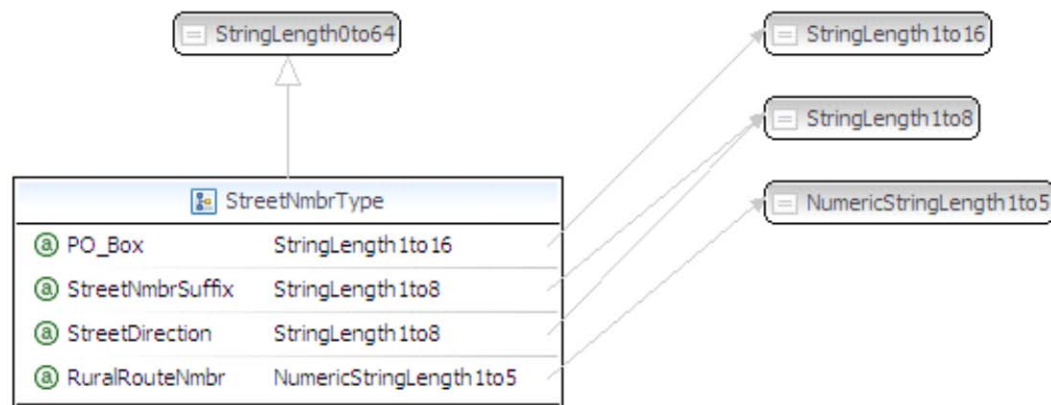 StringLength0to64
StringLength1to16
StringLength1to8
NumericStringLength1to5
StreetNmbrType
PO_Box StringLength1to16
StreetNmbrSuffix StringLength1to8
StreetDirection StringLength1to8
RuralRouteNmbr NumericStringLength1to5